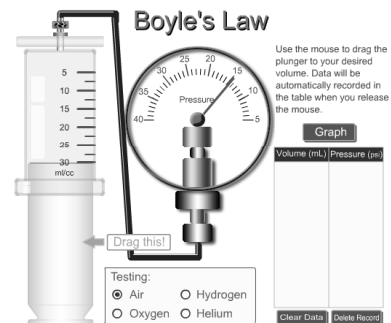 Boyle's Law
Use the mouse to drag the
plunger to your desired
volume. Data will be
automatically recorded in
the table when you release
the mouse.
Graph
Volume (mL) Pressure (psi)
5
10
15
20
25
30
ml/cc
25 20
30 15
35 10
Pressure
40 5
Drag this!
Testing:
Air Hydrogen
Oxygen Helium
Clear Data Delete Record